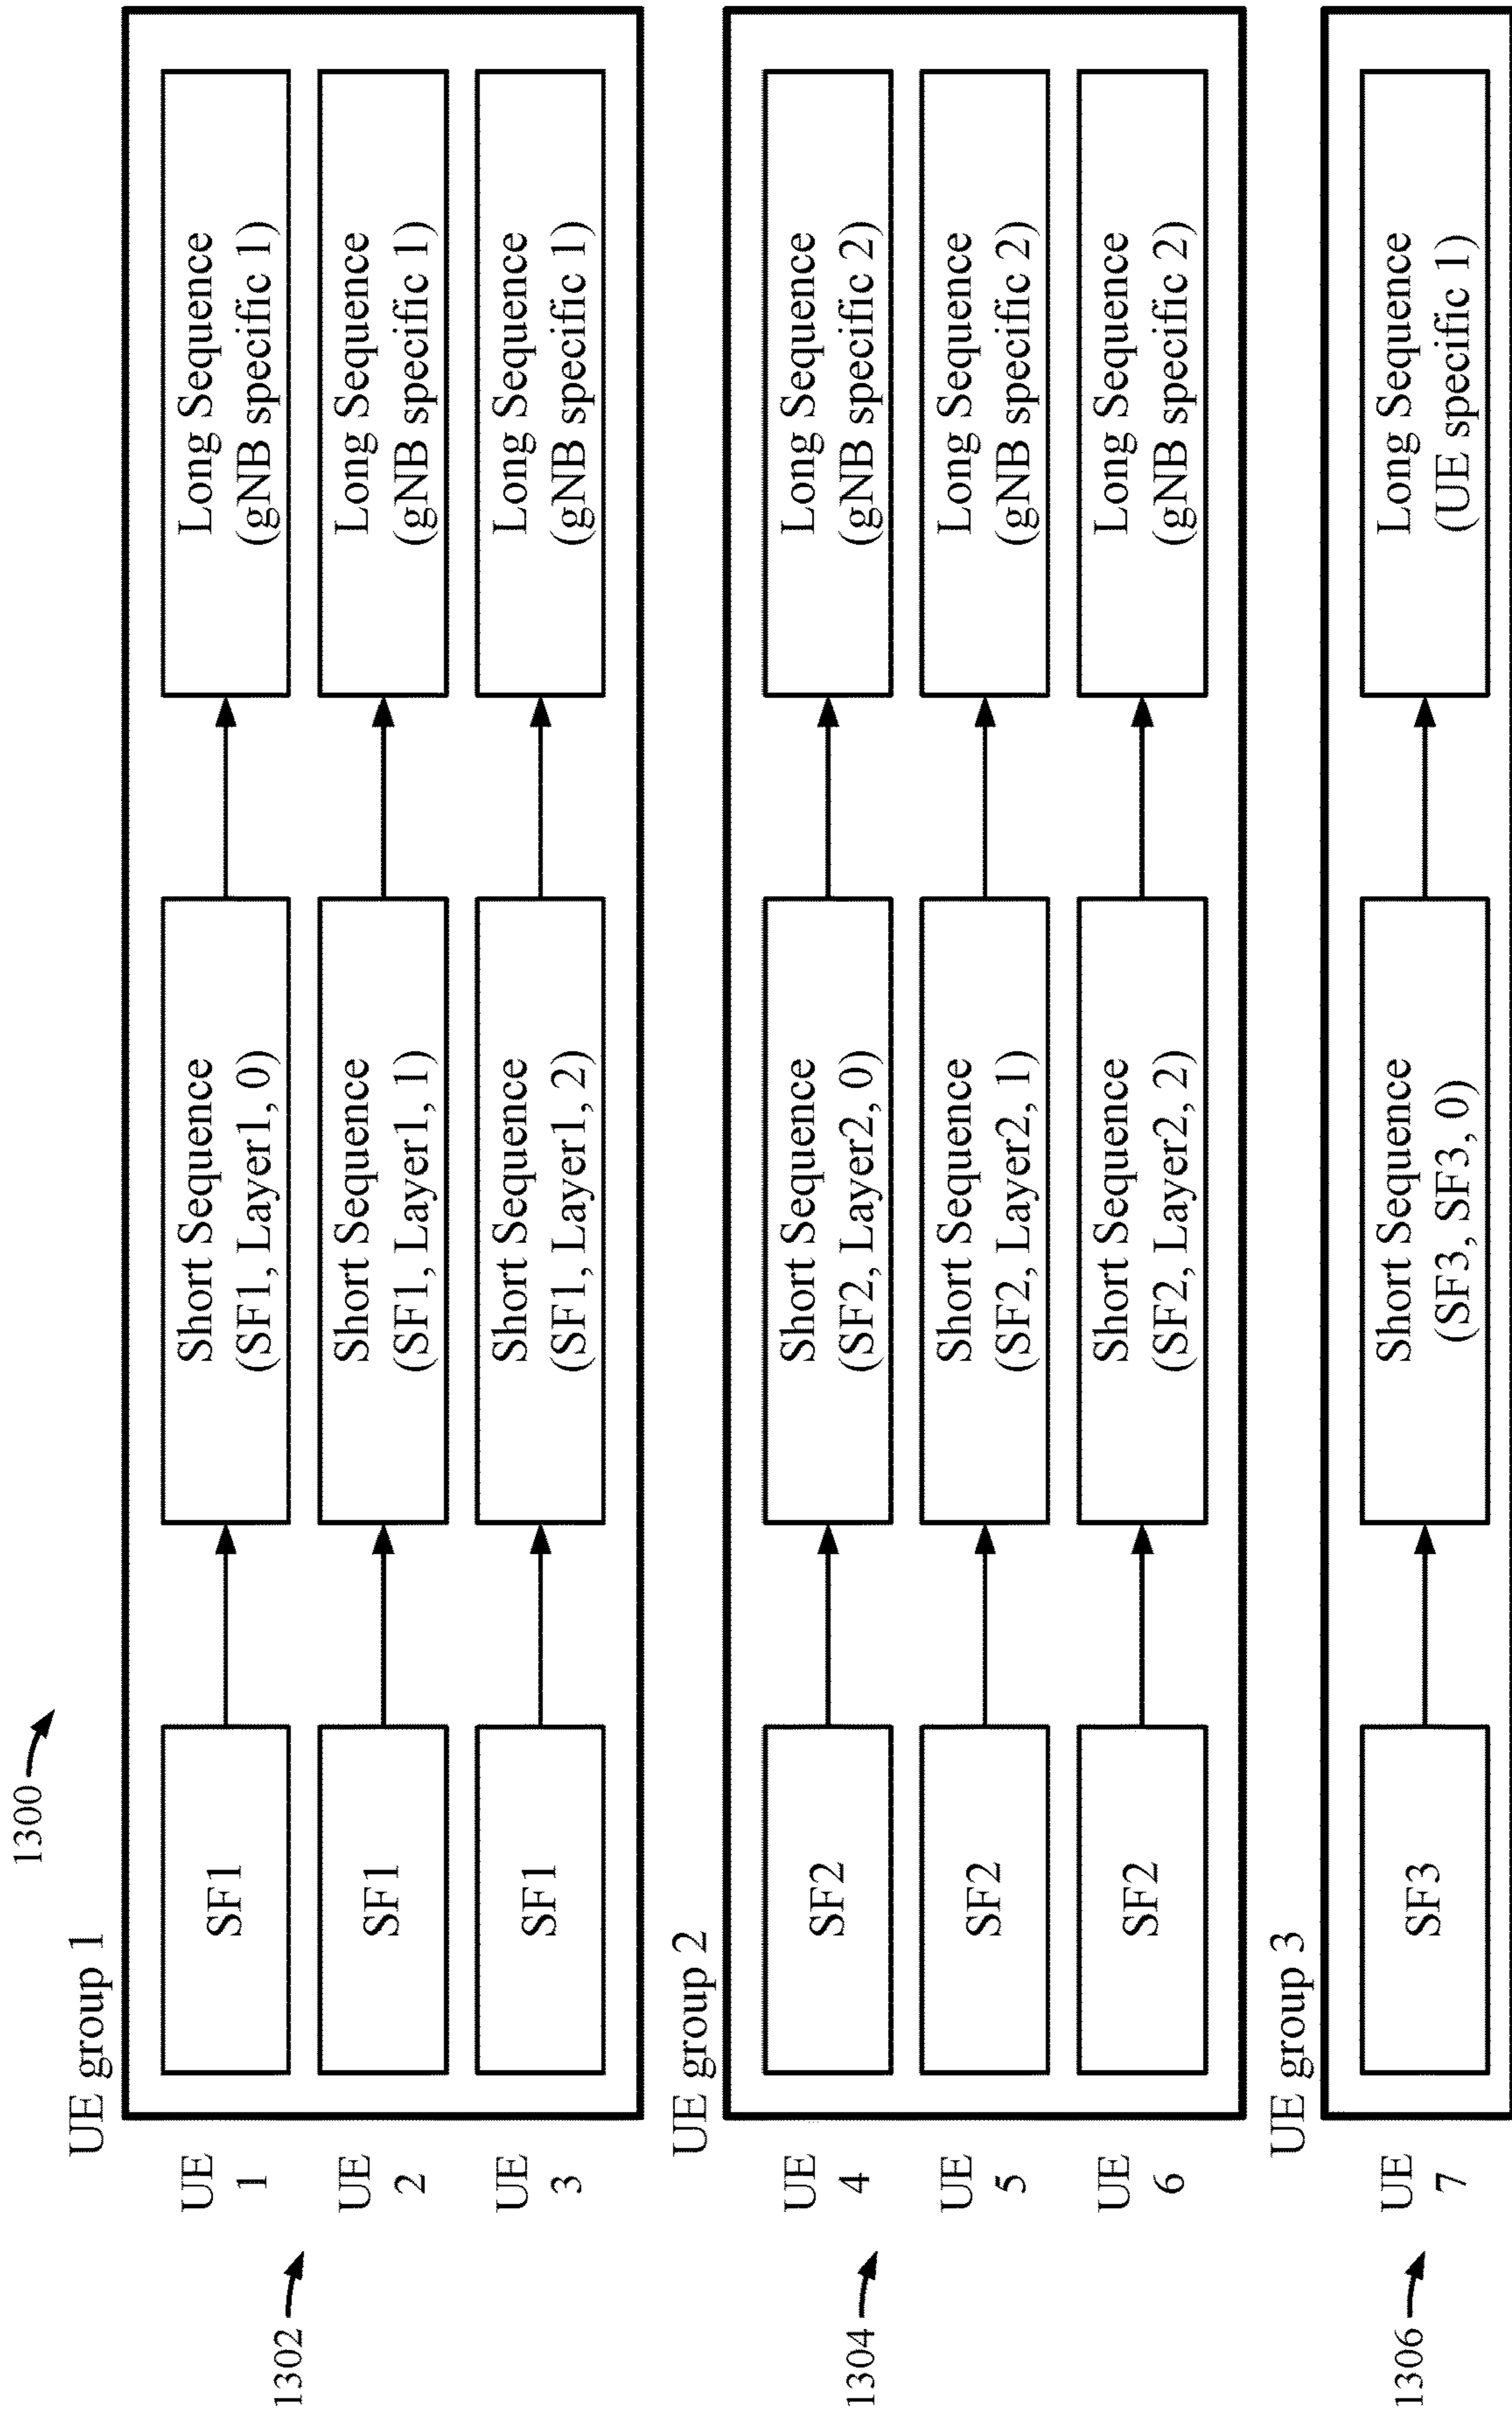 1300
UE group 1
1302
UE
1
SF1
Short Sequence
(SF1, Layer1, 0)
Long Sequence
(gNB specific 1)
UE
2
SF1
Short Sequence
(SF1, Layer1, 1)
Long Sequence
(gNB specific 1)
UE
3
SF1
Short Sequence
(SF1, Layer1, 2)
Long Sequence
(gNB specific 1)
UE group 2
1304
UE
4
SF2
Short Sequence
(SF2, Layer2, 0)
Long Sequence
(gNB specific 2)
UE
5
SF2
Short Sequence
(SF2, Layer2, 1)
Long Sequence
(gNB specific 2)
UE
6
SF2
Short Sequence
(SF2, Layer2, 2)
Long Sequence
(gNB specific 2)
UE group 3
1306
UE
7
SF3
Short Sequence
(SF3, SF3, 0)
Long Sequence
(UE specific 1)